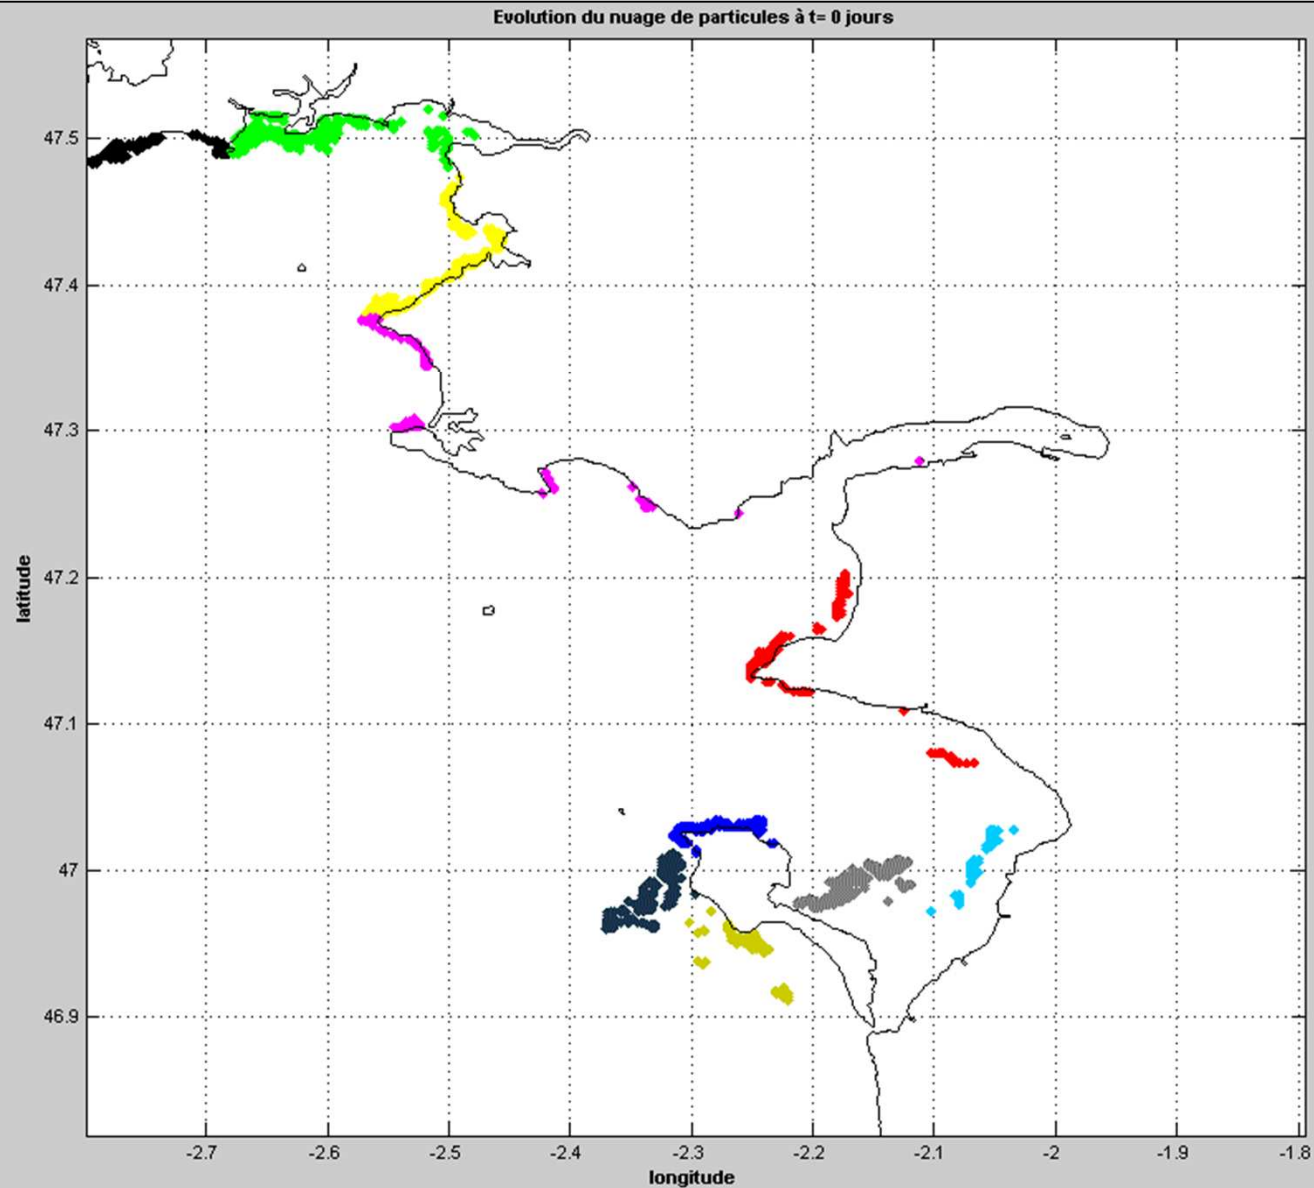 Evolution du nuage de particules à t= 0 jours
47.5
47.4
47.3
47.2
47.1
47
46.9
latitude
-2.7 -2.6 -2.5 -2.4 -2.3 -2.2 -2.1 -2 -1.9 -1.8
longitude